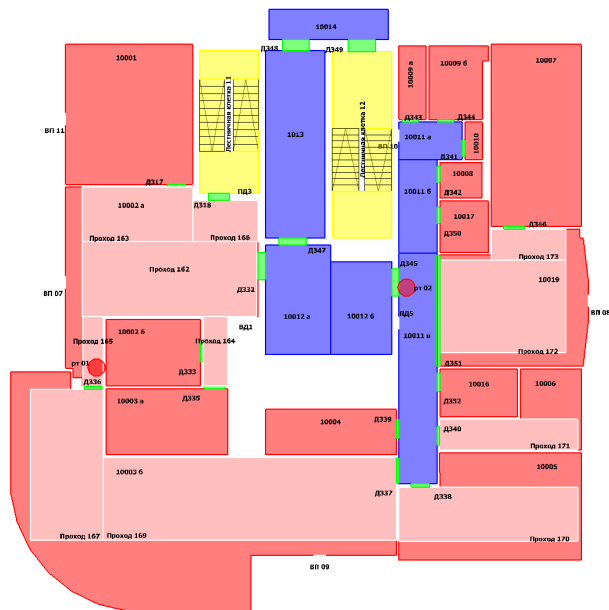 10014
Д348
Д349
10001
Лестничная клетка 11
1013
Лестничная клетка 12
10009 а
10009 б
10007
ВП 11
Д343
Д344
10011 а
ВП 10
10010
Д341
Д317
ПД3
Д318
10002 а
10011 б
10008
Д342
10017
Д350
Д346
Проход 163
Проход 166
Д347
Проход 173
Проход 162
Д345
10019
ВП 07
Д332
рт 02
10012 а
10012 б
ПД5
ВП 08
ВД1
10002 б
Проход 165
Проход 164
10011 в
Проход 172
рт 01
Д333
Д351
Д336
10016
10006
Д335
10003 а
Д352
10004
Д339
Д340
Проход 171
10003 б
10005
Д337
Д338
Проход 167
Проход 169
Проход 170
ВП 09